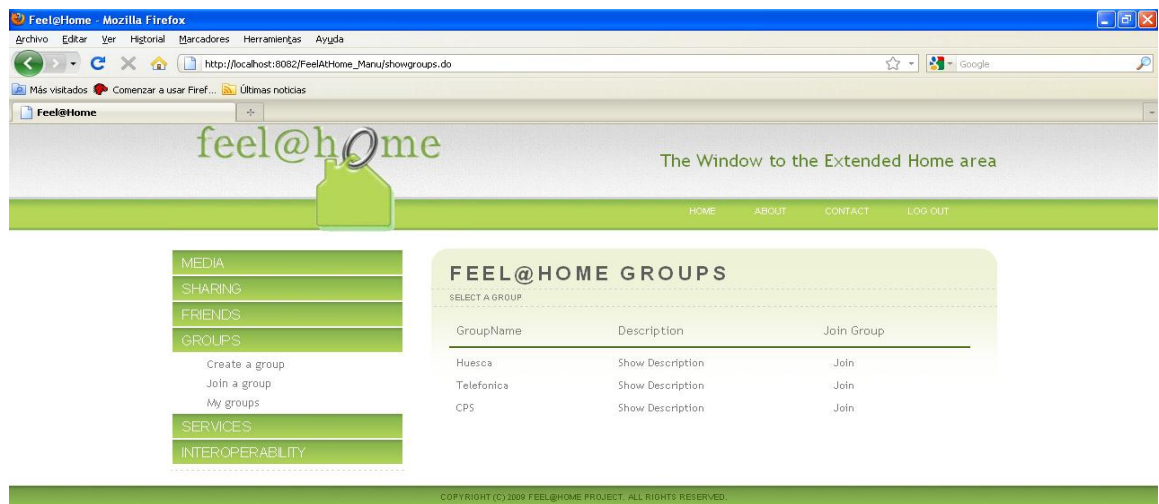 Feel@Home - Mozilla Firefox
Archivo Editar Ver Historial Marcadores Herramientas Ayuda
http://localhost:8082/FeelAtHome_Manu/showgroups.do
Google
Más visitados Comenzar a usar Firef... Últimas noticias
Feel@Home
feel@home
The Window to the Extended Home area
HOME ABOUT CONTACT LOG OUT
MEDIA
SHARING
FRIENDS
GROUPS
Create a group
Join a group
My groups
SERVICES
INTEROPERABILITY
FEEL@HOME GROUPS
SELECT A GROUP
GroupName Description Join Group
Huesca Show Description Join
Telefonica Show Description Join
CPS Show Description Join
COPYRIGHT (C) 2009 FEEL@HOME PROJECT. ALL RIGHTS RESERVED.